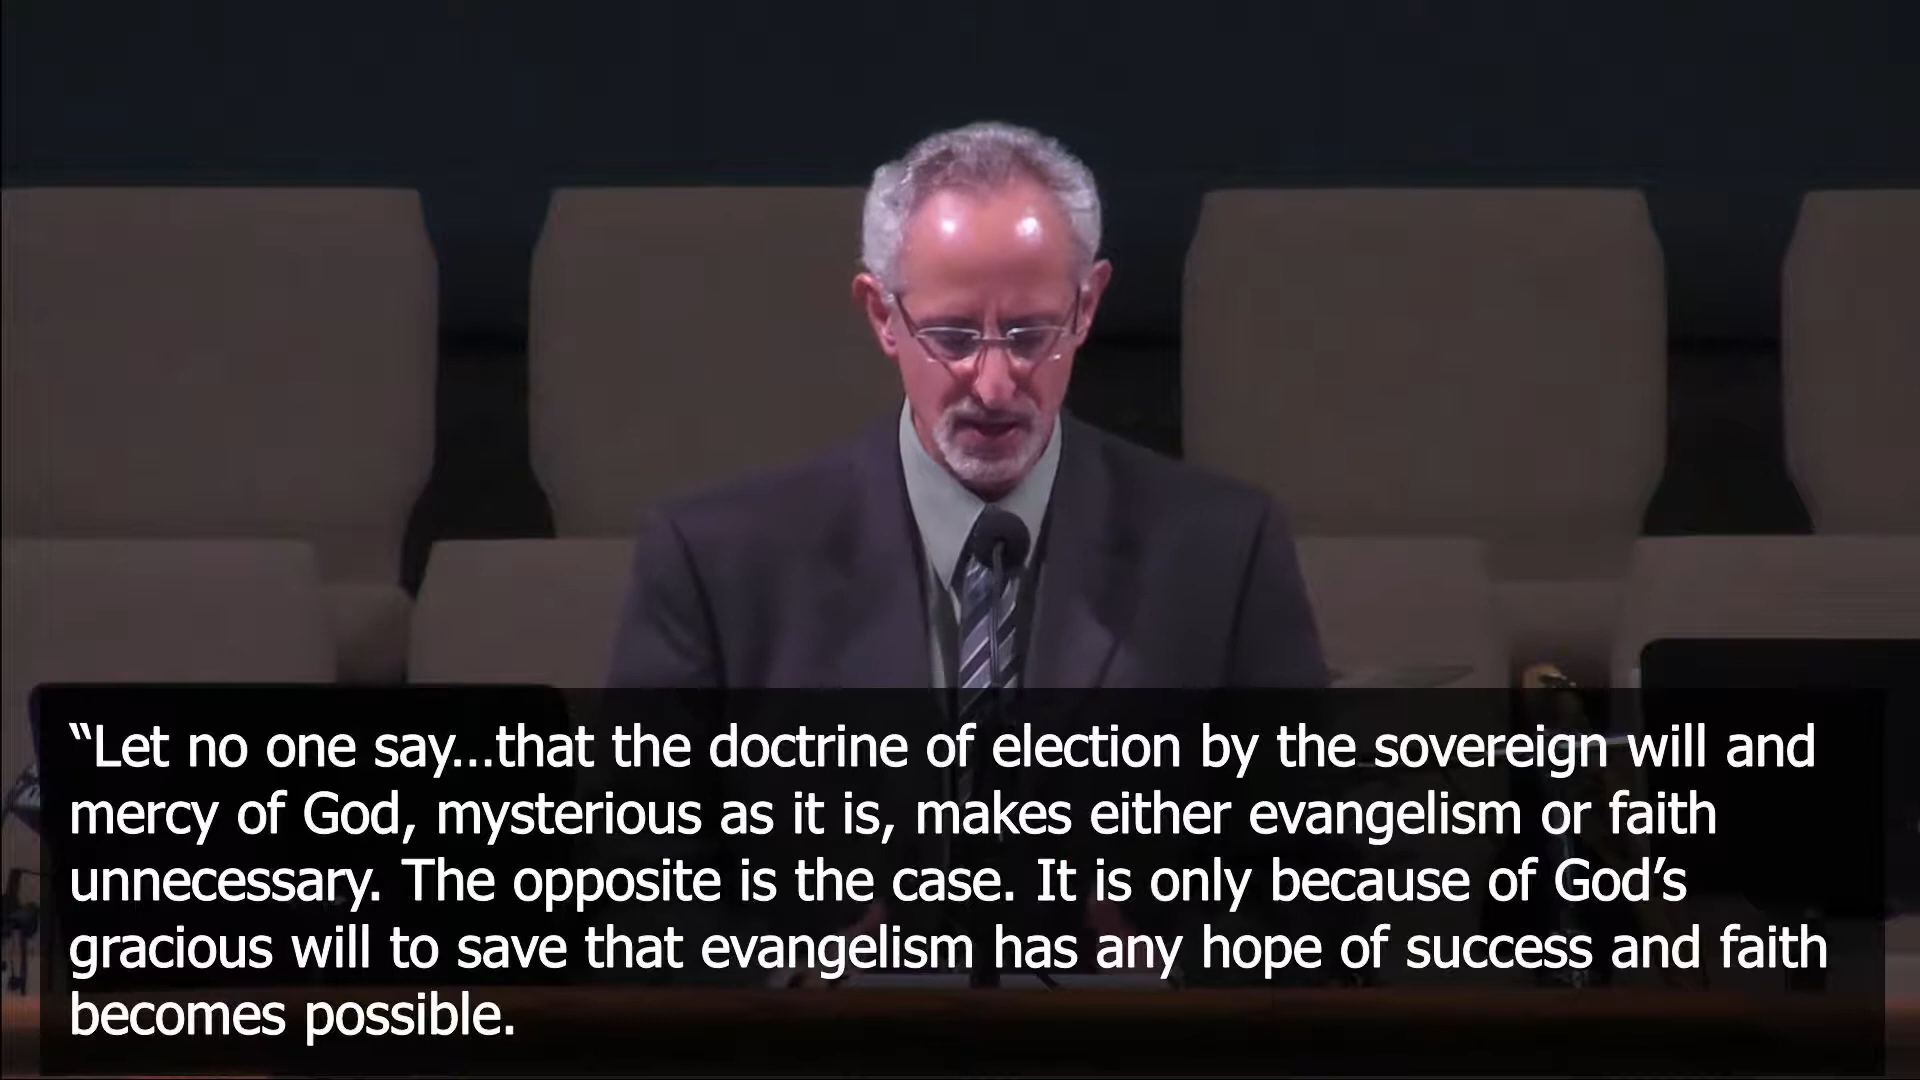 “Let no one say...that the doctrine of election by the sovereign will and
mercy of God, mysterious as it is, makes either evangelism or faith
unnecessary. The opposite is the case. It is only because of God’s
gracious will to save that evangelism has any hope of success and faith
becomes possible.